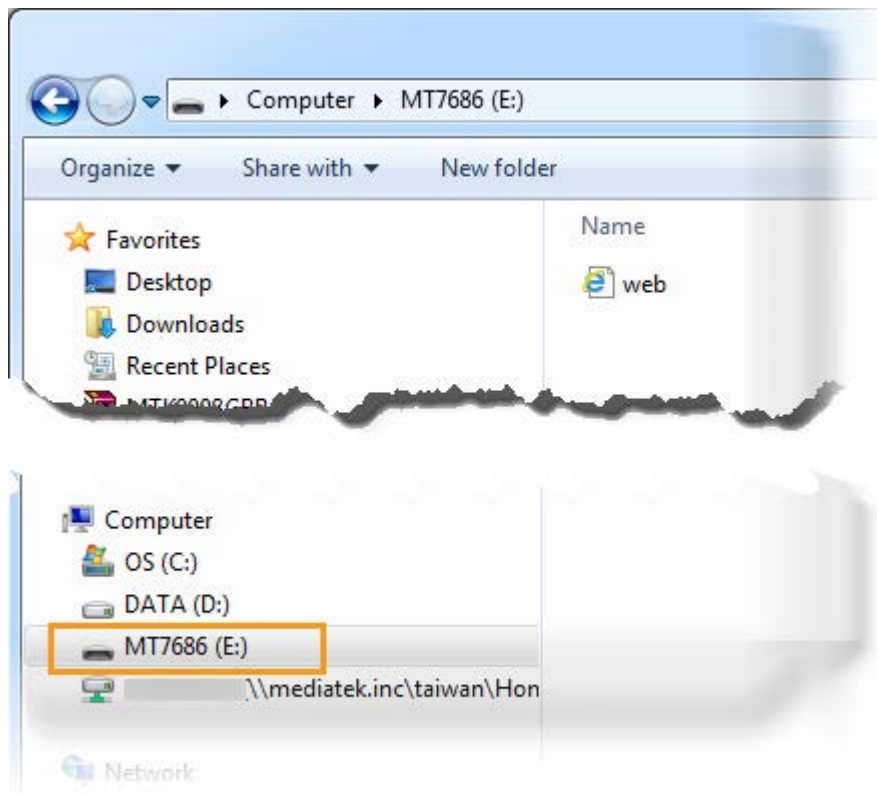 Computer MT7686 (E:)
Organize Share with New folder
Name
Favorites
Desktop
Downloads
Recent Places
web
Computer
OS (C:)
DATA (D:)
MT7686 (E:)
\\mediatek.inc\taiwan\Hon
Network